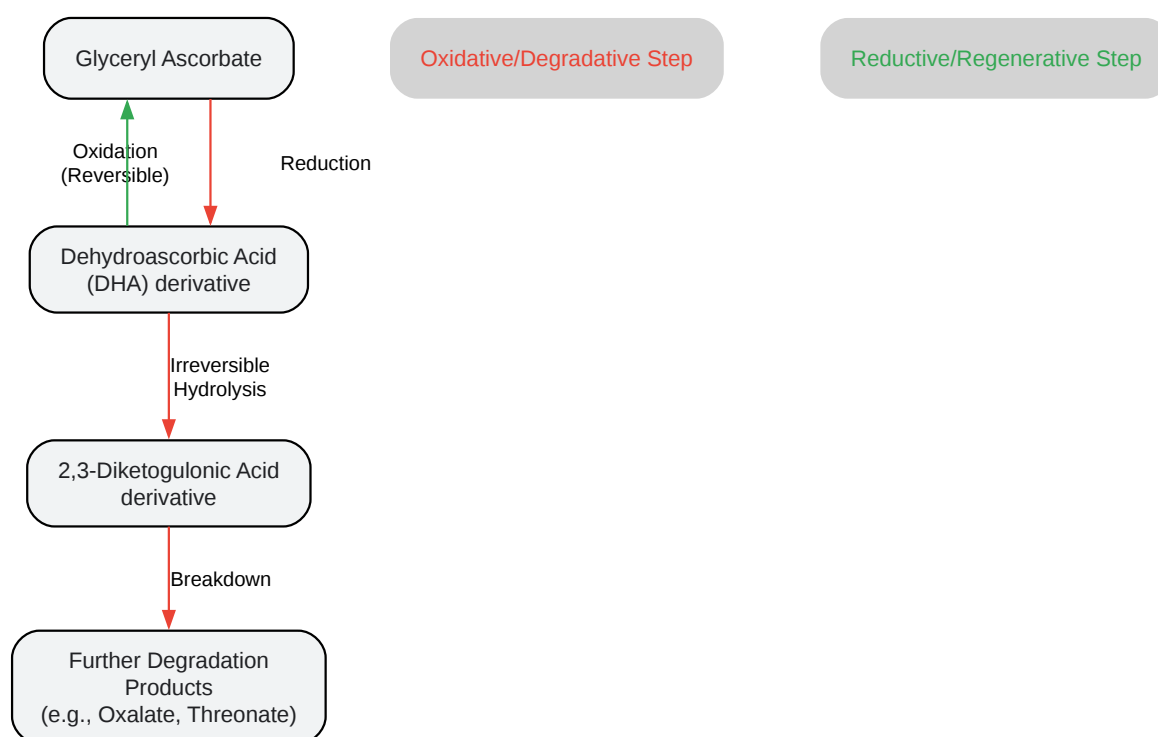 Glyceryl Ascorbate
Oxidative/Degradative Step
Reductive/Regenerative Step
Oxidation
(Reversible)
Reduction
Dehydroascorbic Acid
(DHA) derivative
Irreversible
Hydrolysis
2,3-Diketogulonic Acid
derivative
Breakdown
Further Degradation
Products
(e.g., Oxalate, Threonate)